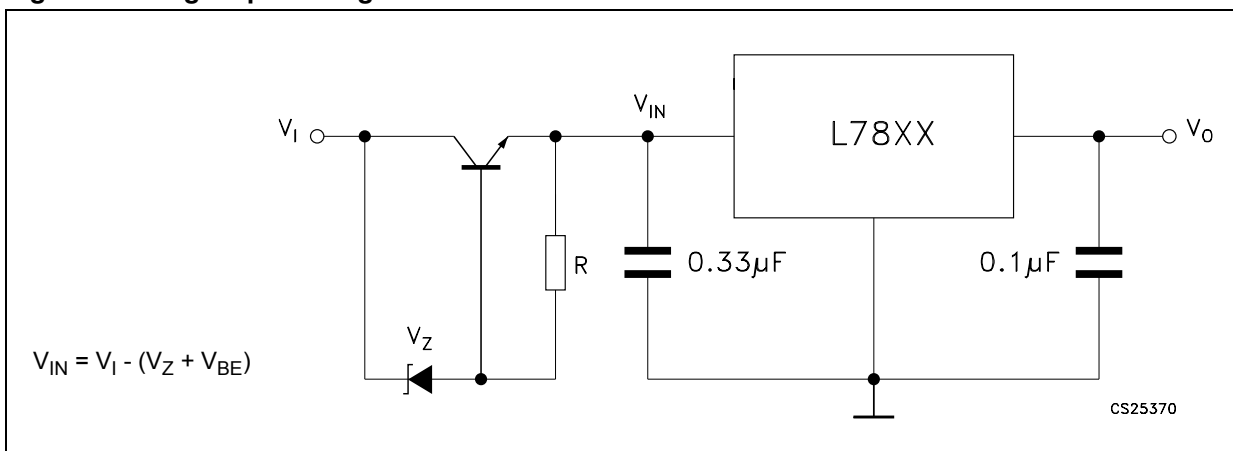 V_IN
V_I
L78XX
V_O
R
0.33µF
0.1µF
V_Z
V_IN = V_I - (V_Z + V_BE)
CS25370